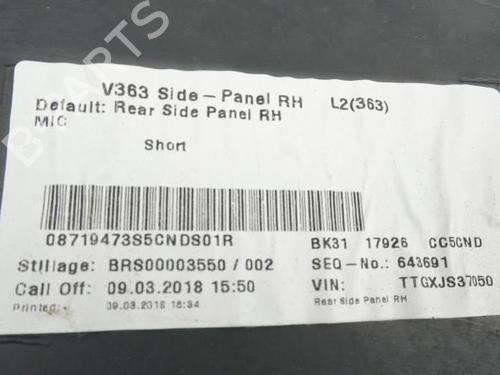 V363 Side-Panel RH L2(363)
Default: Rear Side Panel RH
MIC
Short
08719473S5CNDS01R BK31 17926 CC5CND
Stillage: BRS00003550 / 002 SEQ-No.: 643691
Call Off: 09.03.2018 15:50 VIN: TTGXJS37050
Printed: 09.03.2018 16:34 Rear Side Panel RH